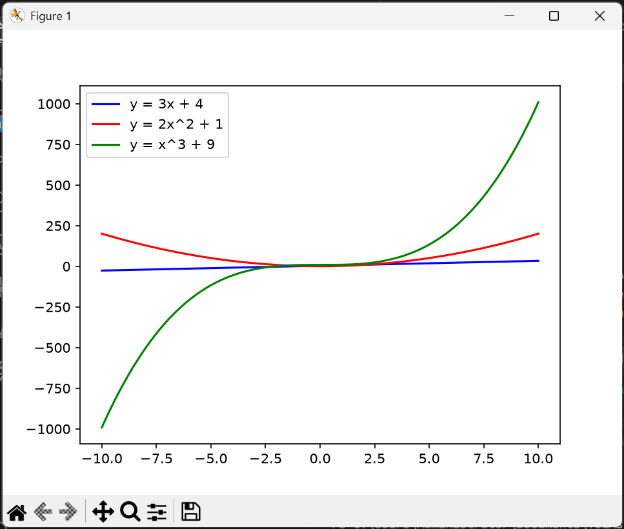 Figure 1
y = 3x + 4
y = 2x^2 + 1
y = x^3 + 9
1000
750
500
250
0
−250
−500
−750
−1000
−10.0 −7.5 −5.0 −2.5 0.0 2.5 5.0 7.5 10.0